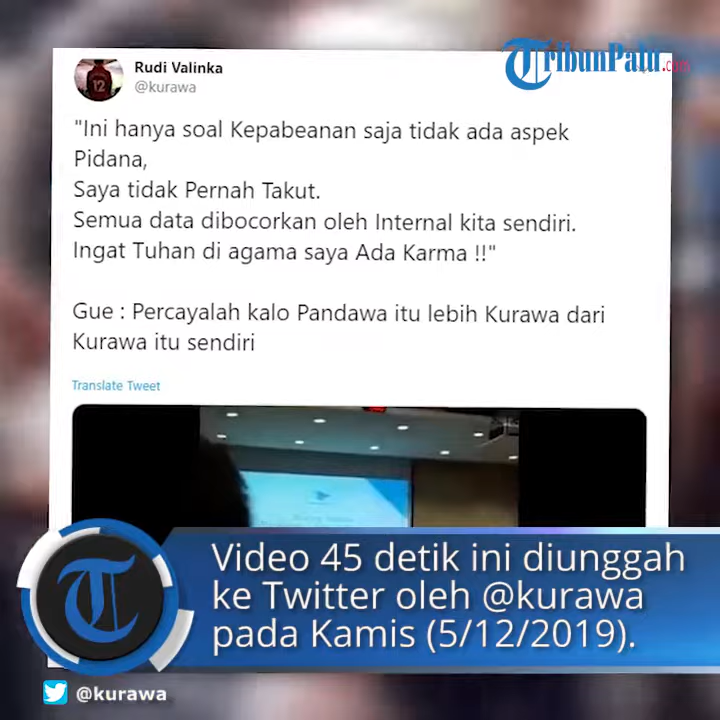 TribunPalu.com
Rudi Valinka
@kurawa
"Ini hanya soal Kepabeanan saja tidak ada aspek
Pidana,
Saya tidak Pernah Takut.
Semua data dibocorkan oleh Internal kita sendiri.
Ingat Tuhan di agama saya Ada Karma !!"
Gue : Percayalah kalo Pandawa itu lebih Kurawa dari
Kurawa itu sendiri
Translate Tweet
Video 45 detik ini diunggah
ke Twitter oleh @kurawa
pada Kamis (5/12/2019).
@kurawa